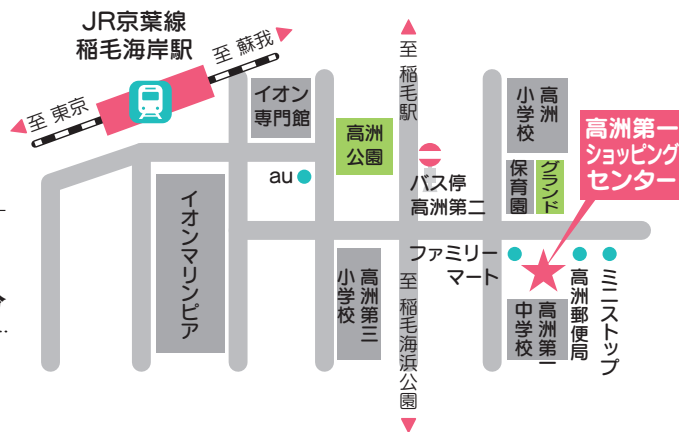 JR京葉線
稲毛海岸駅
至 蘇我
至 東京
イオン
専門館
高洲
公園
au
至 稲毛駅
バス停
高洲第二
高洲
小学校
保育園
グランド
高洲第一
ショッピング
センター
イオンマリンピア
高洲第三
小学校
ファミリー
マート
至 稲毛海浜公園
高洲第一
中学校
高洲郵便局
ミニストップ